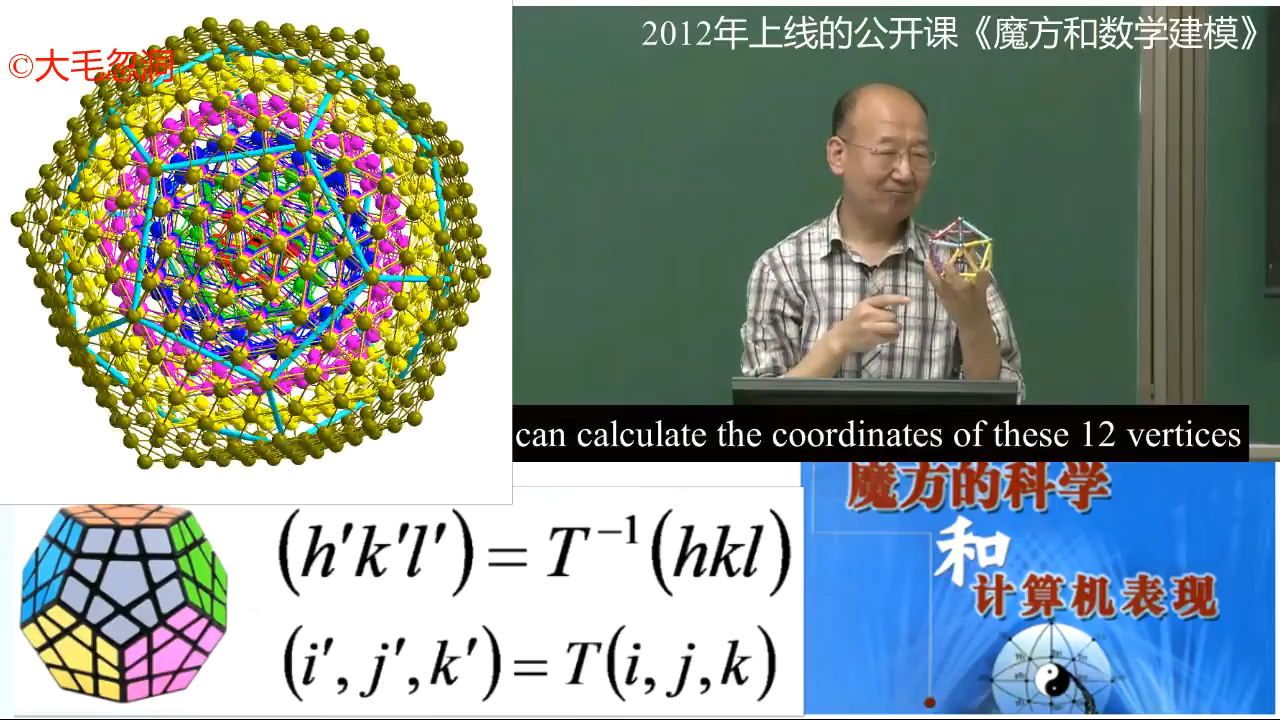 2012年上线的公开课《魔方和数学建模》
©大毛忽洞
can calculate the coordinates of these 12 vertices
(h′k′l′) = T⁻¹(hkl)
(i′, j′, k′) = T(i, j, k)
魔方的科学
和
计算机表现